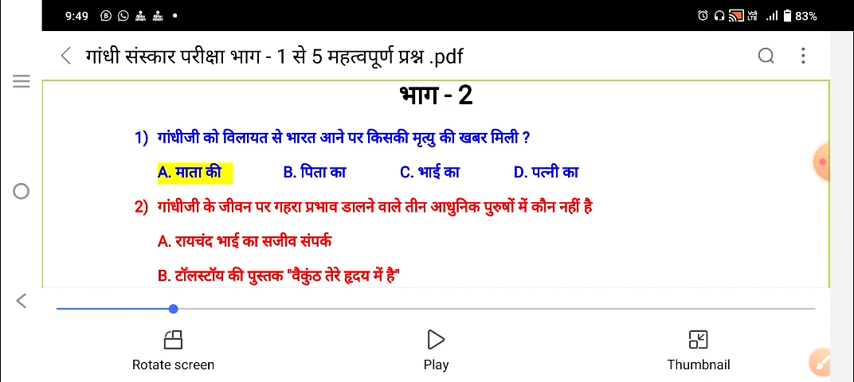 9:49 83%
गांधी संस्कार परीक्षा भाग - 1 से 5 महत्वपूर्ण प्रश्न .pdf
भाग - 2
1) गांधीजी को विलायत से भारत आने पर किसकी मृत्यु की खबर मिली ?
A. माता की B. पिता का C. भाई का D. पत्नी का
2) गांधीजी के जीवन पर गहरा प्रभाव डालने वाले तीन आधुनिक पुरुषों में कौन नहीं है
A. रायचंद भाई का सजीव संपर्क
B. टॉलस्टॉय की पुस्तक "वैकुंठ तेरे हृदय में है"
Rotate screen Play Thumbnail